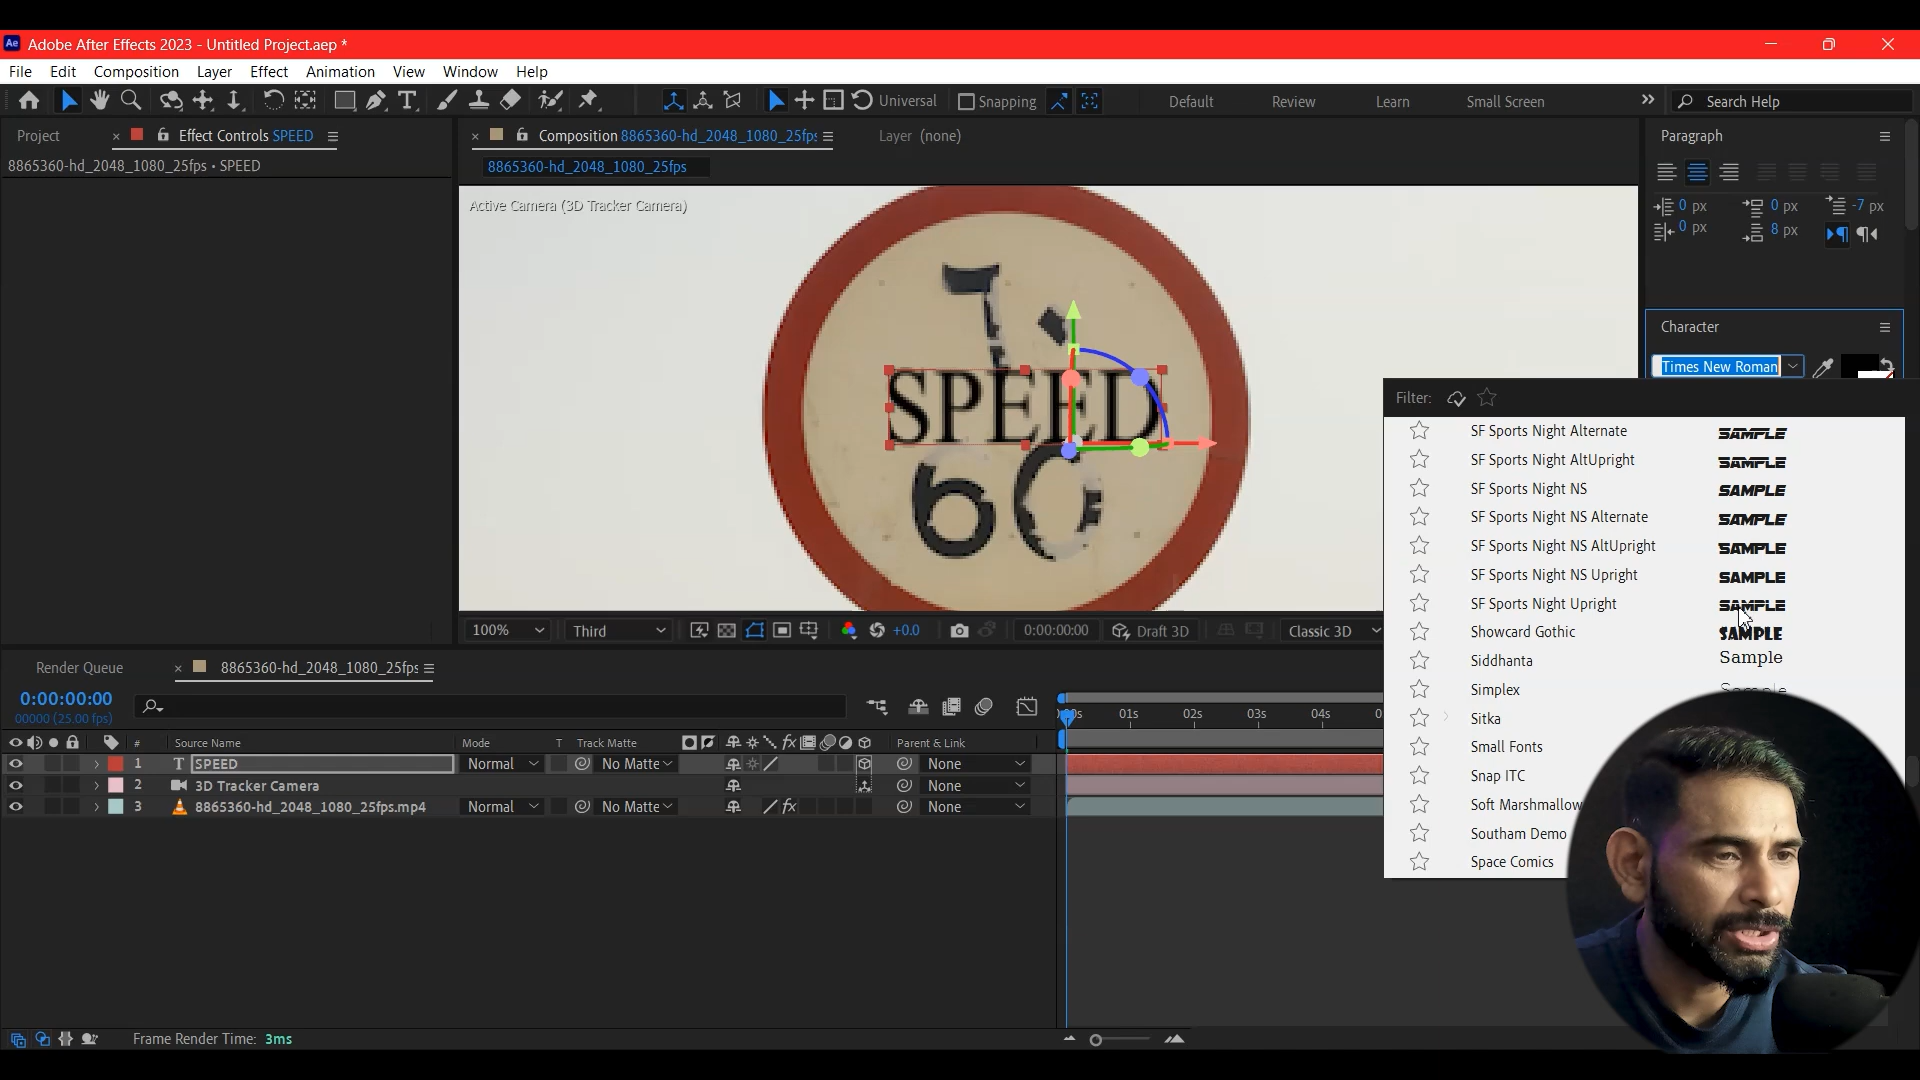 Ae Adobe After Effects 2023 - Untitled Project.aep *
File Edit Composition Layer Effect Animation View Window Help
Universal Snapping Default Review Learn Small Screen Search Help
Project × Effect Controls SPEED
8865360-hd_2048_1080_25fps • SPEED
× Composition 8865360-hd_2048_1080_25fps
Layer (none)
8865360-hd_2048_1080_25fps
Active Camera (3D Tracker Camera)
٦٠
SPEED
60
Paragraph
0 px 0 px -7 px
0 px 8 px
Character
Times New Roman
Filter:
SF Sports Night Alternate SAMPLE
SF Sports Night AltUpright SAMPLE
SF Sports Night NS SAMPLE
SF Sports Night NS Alternate SAMPLE
SF Sports Night NS AltUpright SAMPLE
SF Sports Night NS Upright SAMPLE
SF Sports Night Upright SAMPLE
Showcard Gothic SAMPLE
Siddhanta Sample
Simplex
Sitka
Small Fonts
Snap ITC
Soft Marshmallow
Southam Demo
Space Comics
100% Third +0.0 0:00:00:00 Draft 3D Classic 3D
Render Queue × 8865360-hd_2048_1080_25fps
0:00:00:00
00000 (25.00 fps)
01s 02s 03s 04s
# Source Name Mode T Track Matte fx Parent & Link
1 T SPEED Normal No Matte None
2 3D Tracker Camera None
3 8865360-hd_2048_1080_25fps.mp4 Normal No Matte fx None
Frame Render Time: 3ms